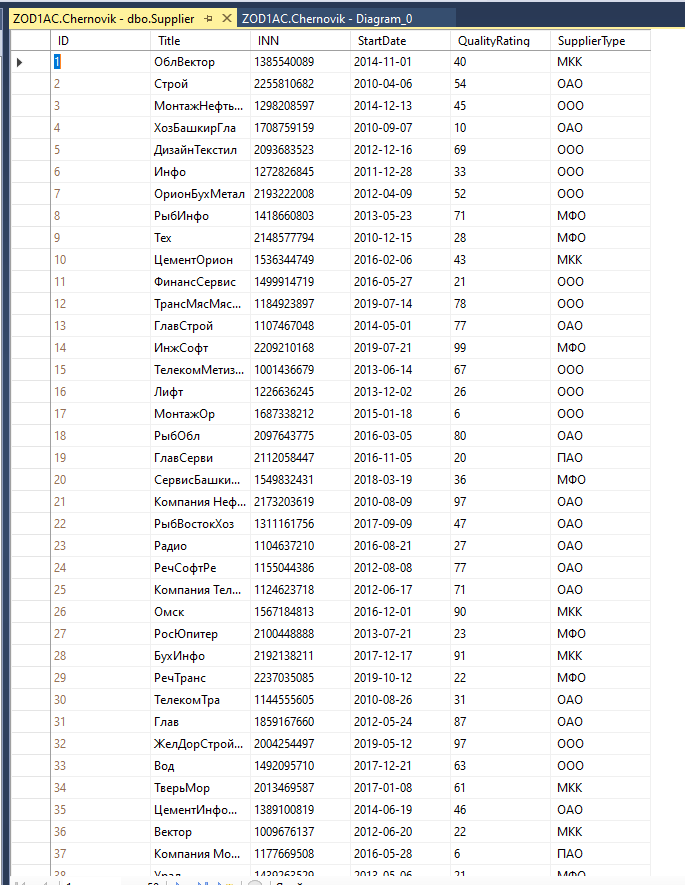 ZOD1AC.Chernovik - dbo.Supplier ZOD1AC.Chernovik - Diagram_0
ID Title INN StartDate QualityRating SupplierType
1 ОблВектор 1385540089 2014-11-01 40 МКК
2 Строй 2255810682 2010-04-06 54 ОАО
3 МонтажНефть... 1298208597 2014-12-13 45 ООО
4 ХозБашкирГла 1708759159 2010-09-07 10 ОАО
5 ДизайнТекстил 2093683523 2012-12-16 69 ООО
6 Инфо 1272826845 2011-12-28 33 ООО
7 ОрионБухМетал 2193222008 2012-04-09 52 ООО
8 РыбИнфо 1418660803 2013-05-23 71 МФО
9 Тех 2148577794 2010-12-15 28 МФО
10 ЦементОрион 1536344749 2016-02-06 43 МКК
11 ФинансСервис 1499914719 2016-05-27 21 ООО
12 ТрансМясМяс... 1184923897 2019-07-14 78 ООО
13 ГлавСтрой 1107467048 2014-05-01 77 ОАО
14 ИнжСофт 2209210168 2019-07-21 99 МФО
15 ТелекомМетиз... 1001436679 2013-06-14 67 ООО
16 Лифт 1226636245 2013-12-02 26 ООО
17 МонтажОр 1687338212 2015-01-18 6 ООО
18 РыбОбл 2097643775 2016-03-05 80 ОАО
19 ГлавСерви 2112058447 2016-11-05 20 ПАО
20 СервисБашки... 1549832431 2018-03-19 36 МФО
21 Компания Неф... 2173203619 2010-08-09 97 ОАО
22 РыбВостокХоз 1311161756 2017-09-09 47 ОАО
23 Радио 1104637210 2016-08-21 27 ОАО
24 РечСофтРе 1155044386 2012-08-08 77 ОАО
25 Компания Тел... 1124623718 2012-06-17 71 ОАО
26 Омск 1567184813 2016-12-01 90 МКК
27 РосЮпитер 2100448888 2013-07-21 23 МФО
28 БухИнфо 2192138211 2017-12-17 91 МКК
29 РечТранс 2237035085 2019-10-12 22 МФО
30 ТелекомТра 1144555605 2010-08-26 31 ОАО
31 Глав 1859167660 2012-05-24 87 ОАО
32 ЖелДорСтрой... 2004254497 2019-05-12 97 ООО
33 Вод 1492095710 2017-12-21 63 ООО
34 ТверьМор 2013469587 2017-01-08 61 МКК
35 ЦементИнфо... 1389100819 2014-06-19 46 ОАО
36 Вектор 1009676137 2012-06-20 22 МКК
37 Компания Мо... 1177669508 2016-05-28 6 ПАО
38 Урал 1439263529 2013-05-06 21 МФО